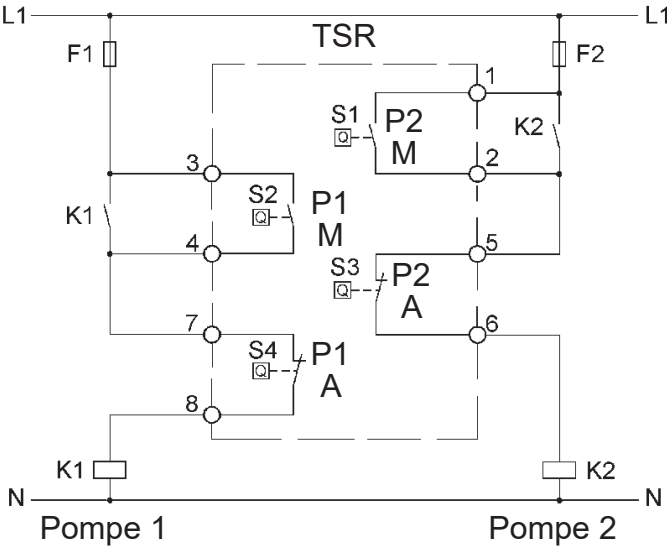 L1 L1
TSR
F1 F2
1
S1 P2 K2
Q M
3 2
S2 P1
K1 Q M
4 5
S3 P2
Q A
7 6
S4 P1
Q A
8
K1 K2
N N
Pompe 1 Pompe 2